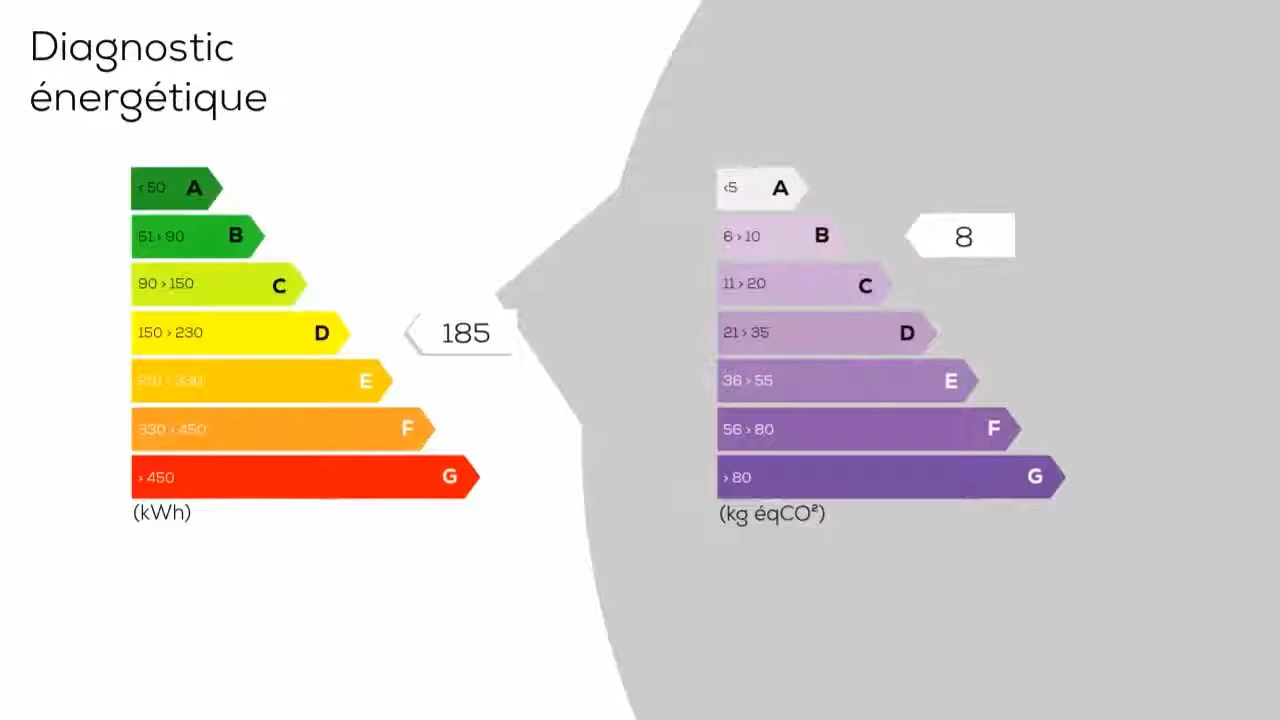 Diagnostic
énergétique
< 50 A
51 > 90 B
90 > 150 C
150 > 230 D
185
E
330 > 450 F
> 450 G
(kWh)
<5 A
6 > 10 B
8
11 > 20 C
21 > 35 D
36 > 55 E
56 > 80 F
> 80 G
(kg éqCO²)